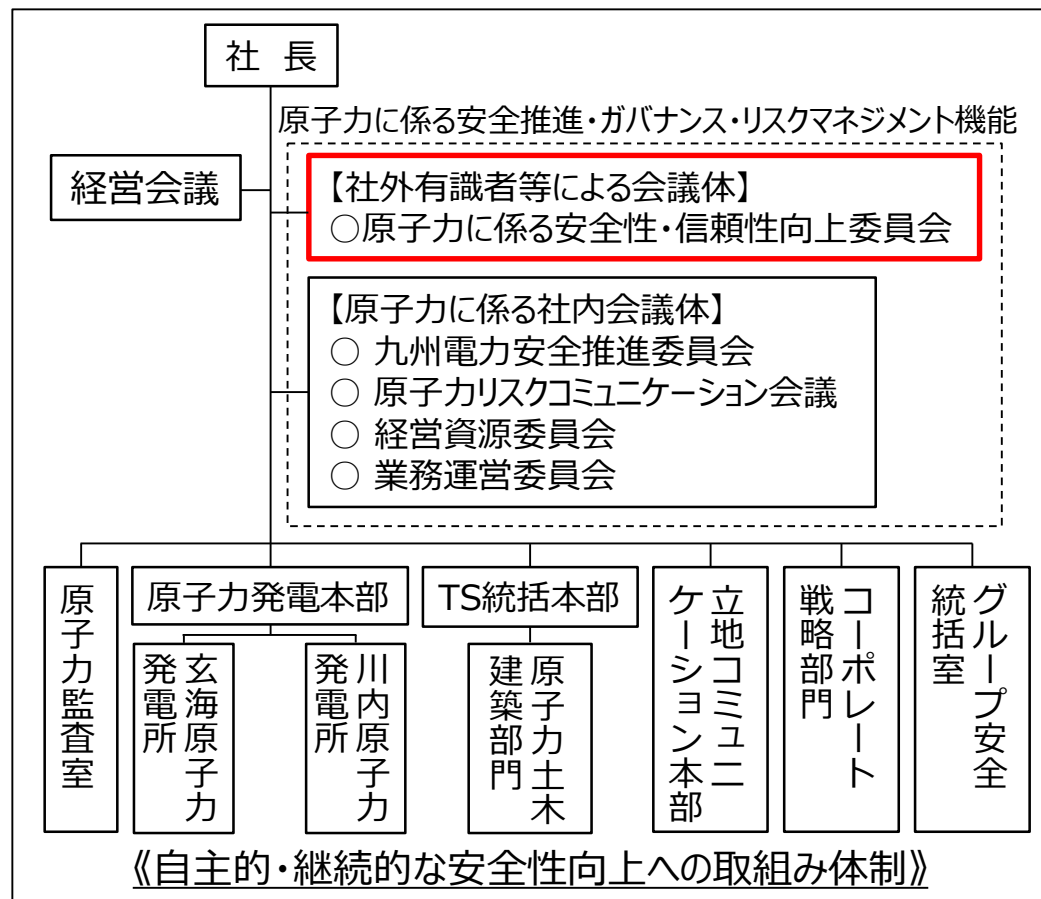 社 長
原子力に係る安全推進・ガバナンス・リスクマネジメント機能
経営会議
【社外有識者等による会議体】
○原子力に係る安全性・信頼性向上委員会
【原子力に係る社内会議体】
○ 九州電力安全推進委員会
○ 原子力リスクコミュニケーション会議
○ 経営資源委員会
○ 業務運営委員会
原子力監査室
原子力発電本部
玄海原子力
発電所
川内原子力
発電所
TS統括本部
原子力土木
建築部門
立地コミュニ
ケーション本部
コーポレート
戦略部門
グループ安全
統括室
《自主的・継続的な安全性向上への取組み体制》